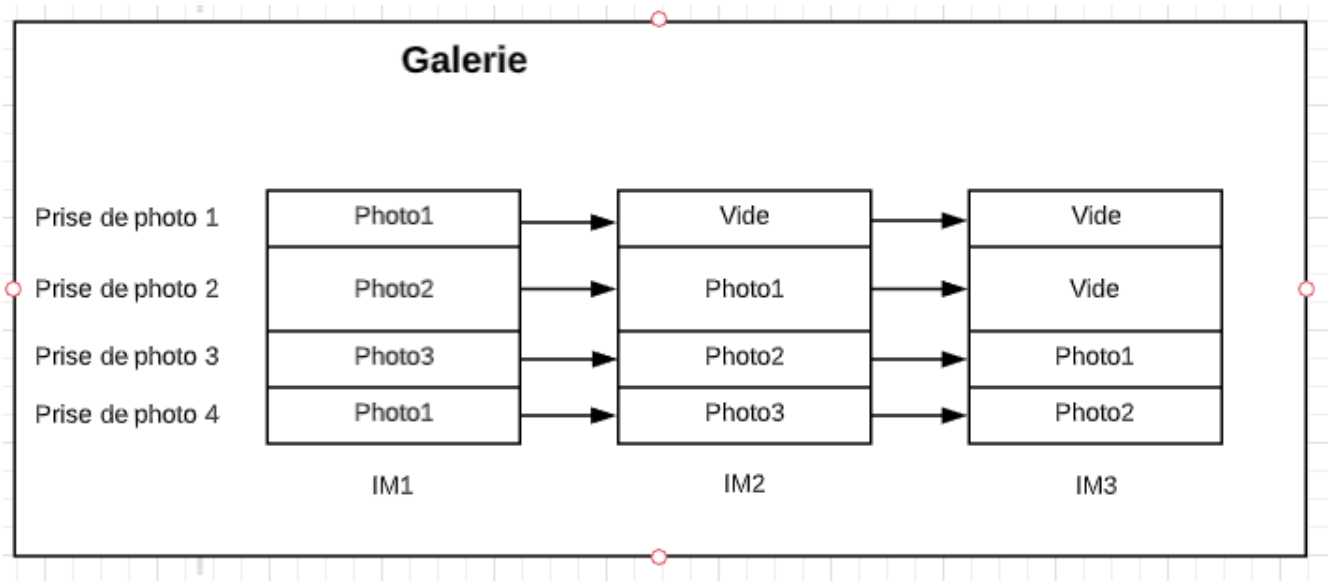 Galerie
Prise de photo 1 Photo1 Vide Vide
Prise de photo 2 Photo2 Photo1 Vide
Prise de photo 3 Photo3 Photo2 Photo1
Prise de photo 4 Photo1 Photo3 Photo2
IM1 IM2 IM3